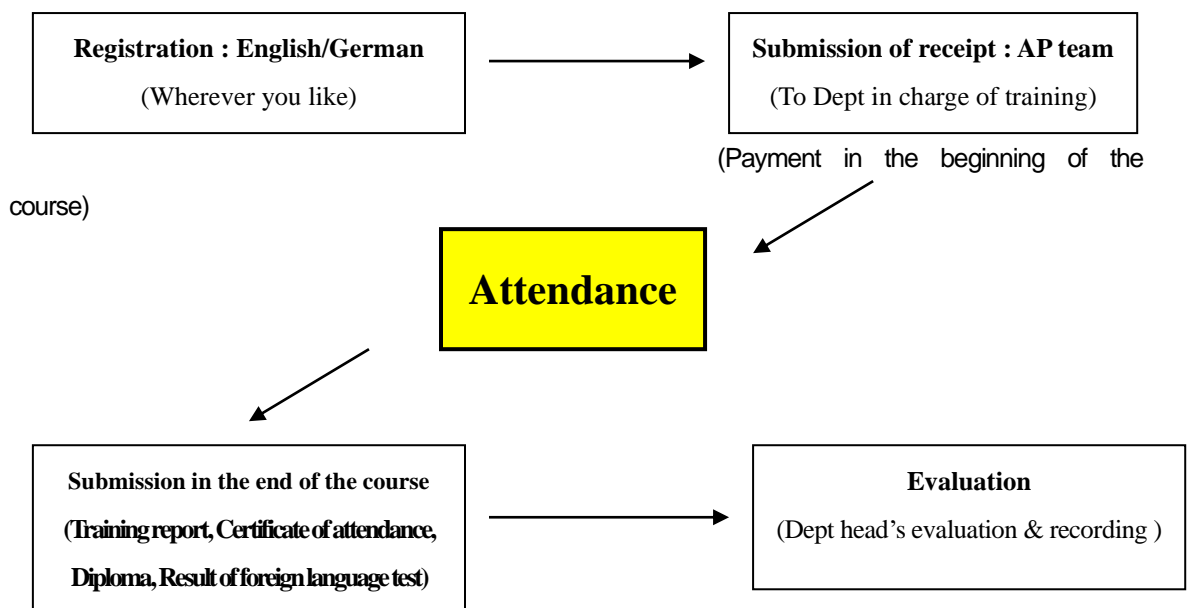 Registration : English/German
(Wherever you like)
Submission of receipt : AP team
(To Dept in charge of training)
(Payment in the beginning of the
course)
Attendance
Submission in the end of the course
(Training report, Certificate of attendance,
Diploma, Result of foreign language test)
Evaluation
(Dept head’s evaluation & recording )